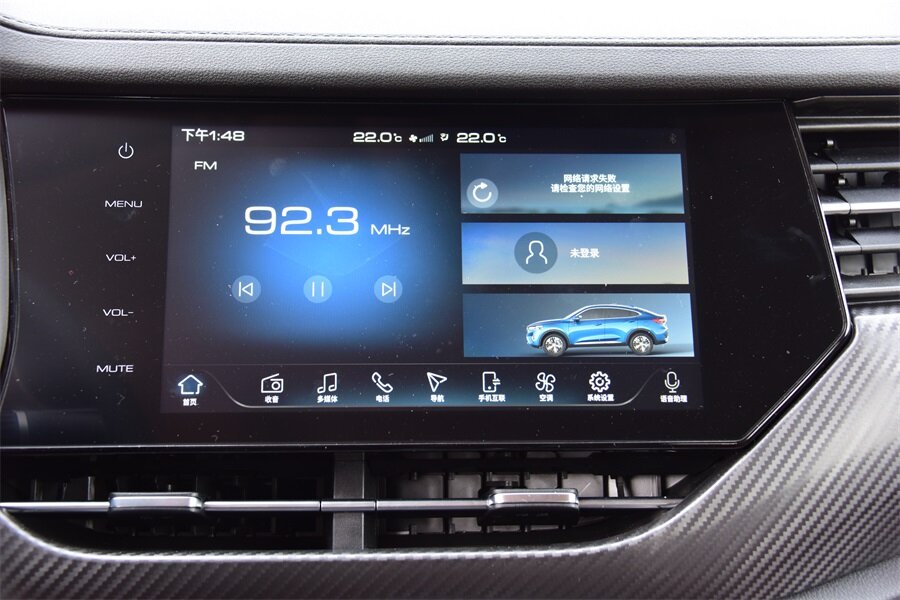 下午1:48
22.0℃
22.0℃
FM
92.3 MHz
网络请求失败
请检查您的网络设置
未登录
MENU
VOL+
VOL-
MUTE
首页
收音
多媒体
电话
导航
手机互联
空调
系统设置
语音助理